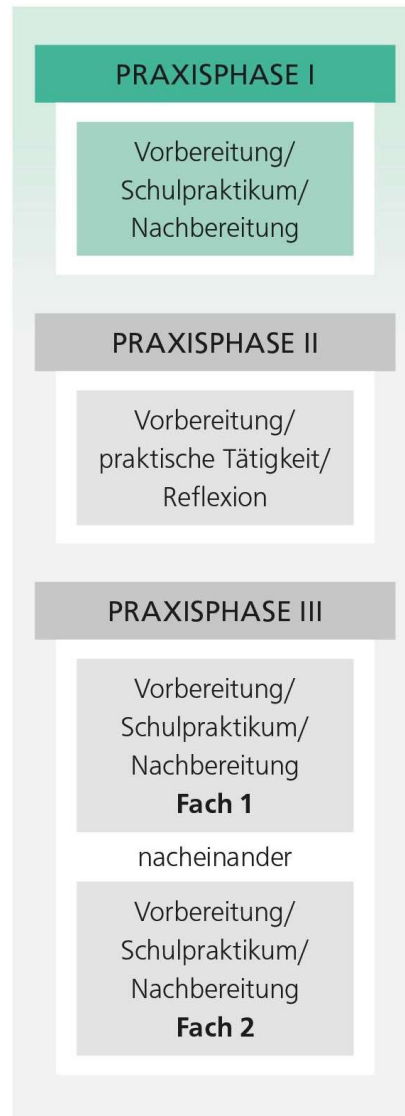 PRAXISPHASE I
Vorbereitung/
Schulpraktikum/
Nachbereitung
PRAXISPHASE II
Vorbereitung/
praktische Tätigkeit/
Reflexion
PRAXISPHASE III
Vorbereitung/
Schulpraktikum/
Nachbereitung
Fach 1
nacheinander
Vorbereitung/
Schulpraktikum/
Nachbereitung
Fach 2